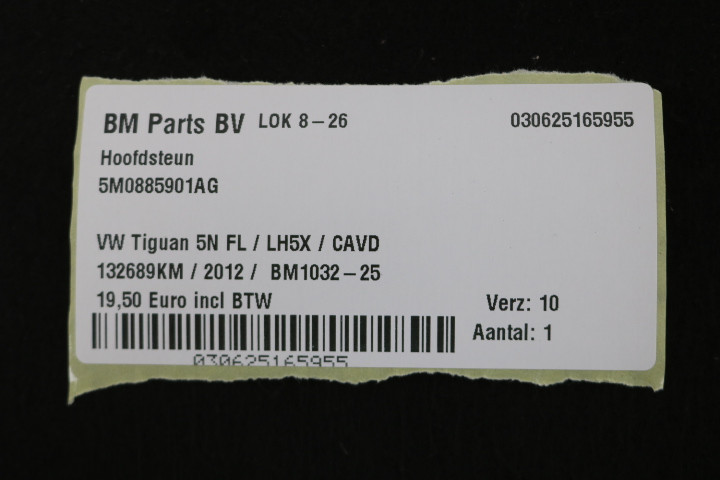 BM Parts BV LOK 8-26 030625165955
Hoofdsteun
5M0885901AG
VW Tiguan 5N FL / LH5X / CAVD
132689KM / 2012 / BM1032-25
19,50 Euro incl BTW Verz: 10
Aantal: 1
030625165955